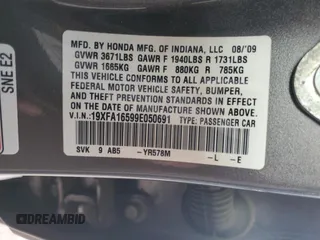 SNE E2
MFD. BY HONDA MFG. OF INDIANA, LLC 08/'09
GVWR 3671LBS GAWR F 1940LBS R 1731LBS
GVWR 1665KG GAWR F 880KG R 785KG
THIS VEHICLE CONFORMS TO ALL APPLICABLE
FEDERAL MOTOR VEHICLE SAFETY, BUMPER,
AND THEFT PREVENTION STANDARDS IN EFFECT
ON THE DATE OF MANUFACTURE SHOWN ABOVE.
V.I.N.: 19XFA16599E050691 TYPE: PASSENGER CAR
SVK 9 AB5 -YR578M -L -E
DREAMBID